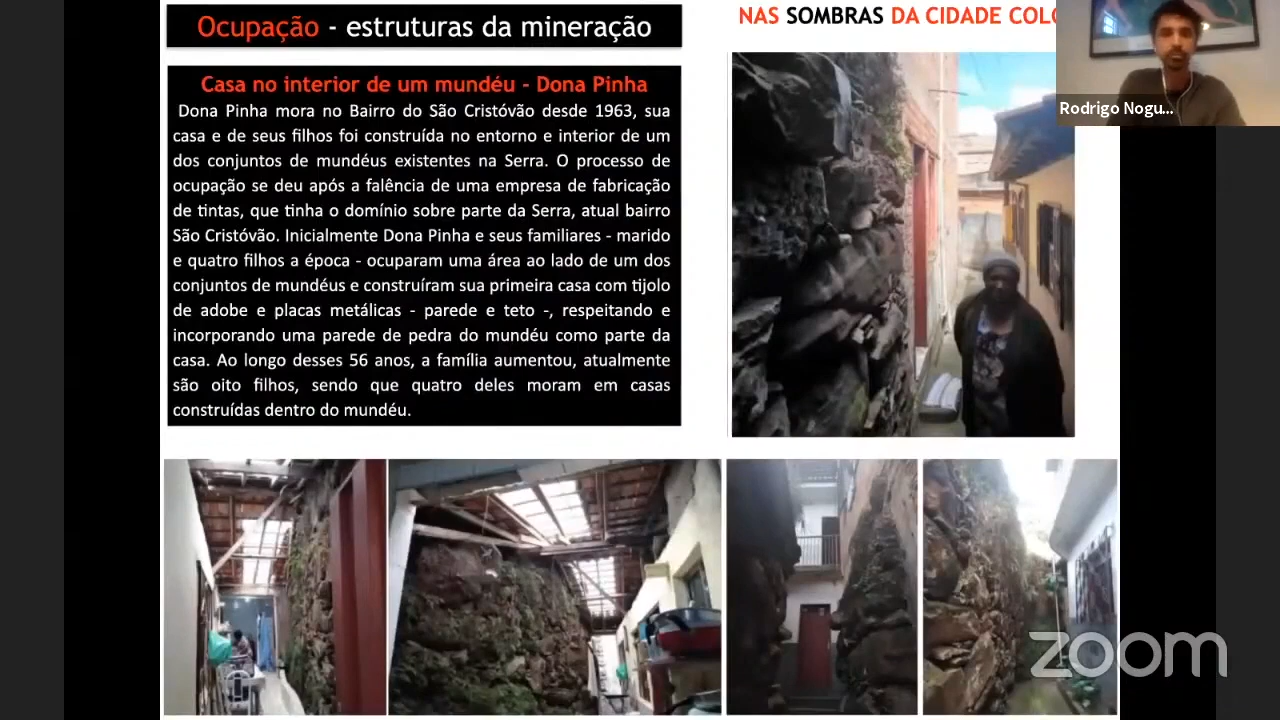 Ocupação - estruturas da mineração
NAS SOMBRAS DA CIDADE
Rodrigo Nogu...
Casa no interior de um mundéu - Dona Pinha
Dona Pinha mora no Bairro do São Cristóvão desde 1963, sua
casa e de seus filhos foi construída no entorno e interior de um
dos conjuntos de mundéus existentes na Serra. O processo de
ocupação se deu após a falência de uma empresa de fabricação
de tintas, que tinha o domínio sobre parte da Serra, atual bairro
São Cristóvão. Inicialmente Dona Pinha e seus familiares - marido
e quatro filhos a época - ocuparam uma área ao lado de um dos
conjuntos de mundéus e construíram sua primeira casa com tijolo
de adobe e placas metálicas - parede e teto -, respeitando e
incorporando uma parede de pedra do mundéu como parte da
casa. Ao longo desses 56 anos, a família aumentou, atualmente
são oito filhos, sendo que quatro deles moram em casas
construídas dentro do mundéu.
zoom